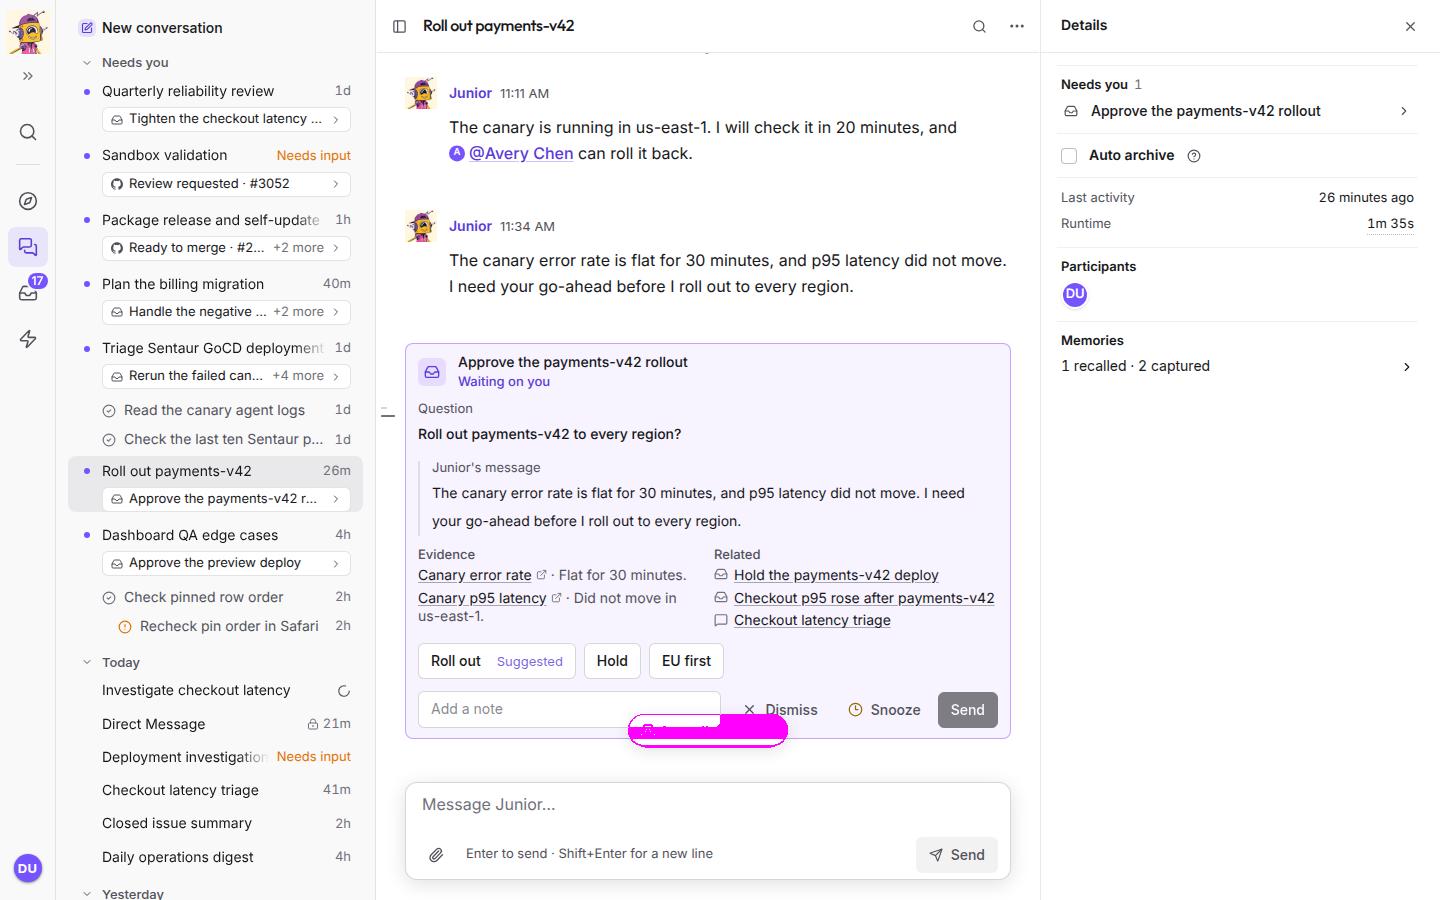 New conversation
Needs you
Quarterly reliability review 1d
Tighten the checkout latency ...
Sandbox validation Needs input
Review requested · #3052
Package release and self-update 1h
Ready to merge · #2... +2 more
17
Plan the billing migration 40m
Handle the negative ... +2 more
Triage Sentaur GoCD deployment 1d
Rerun the failed can... +4 more
Read the canary agent logs 1d
Check the last ten Sentaur p... 1d
Roll out payments-v42 26m
Approve the payments-v42 r...
Dashboard QA edge cases 4h
Approve the preview deploy
Check pinned row order 2h
Recheck pin order in Safari 2h
Today
Investigate checkout latency
Direct Message 21m
Deployment investigation Needs input
Checkout latency triage 41m
Closed issue summary 2h
Daily operations digest 4h
Yesterday
DU
Roll out payments-v42
Junior 11:11 AM
The canary is running in us-east-1. I will check it in 20 minutes, and
A @Avery Chen can roll it back.
Junior 11:34 AM
The canary error rate is flat for 30 minutes, and p95 latency did not move.
I need your go-ahead before I roll out to every region.
Approve the payments-v42 rollout
Waiting on you
Question
Roll out payments-v42 to every region?
Junior's message
The canary error rate is flat for 30 minutes, and p95 latency did not move. I need
your go-ahead before I roll out to every region.
Evidence
Canary error rate · Flat for 30 minutes.
Canary p95 latency · Did not move in
us-east-1.
Related
Hold the payments-v42 deploy
Checkout p95 rose after payments-v42
Checkout latency triage
Roll out Suggested
Hold
EU first
Add a note
Dismiss
Snooze
Send
Message Junior...
Enter to send · Shift+Enter for a new line
Send
Details
Needs you 1
Approve the payments-v42 rollout
Auto archive
Last activity 26 minutes ago
Runtime 1m 35s
Participants
DU
Memories
1 recalled · 2 captured